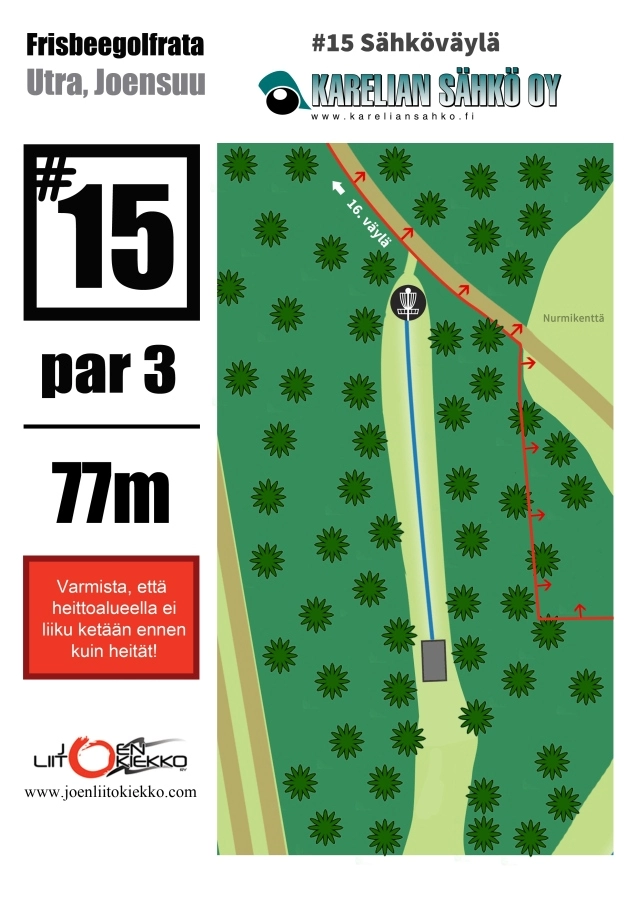 Frisbeegolfrata
Utra, Joensuu
#15 Sähköväylä
KARELIAN SÄHKÖ OY
www.kareliansahko.fi
#15
par 3
77m
Varmista, että
heittoalueella ei
liiku ketään ennen
kuin heität!
JOEN
LIITOKIEKKO
www.joenliitokiekko.com
16. väylä
Nurmikenttä